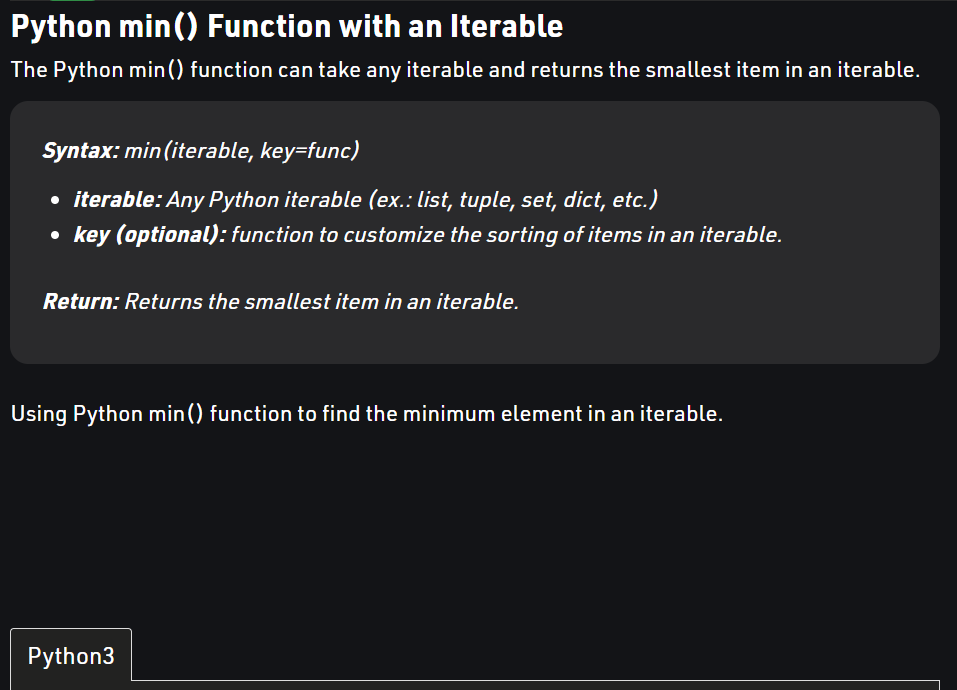 Python min() Function with an Iterable
The Python min() function can take any iterable and returns the smallest item in an iterable.
Syntax: min(iterable, key=func)
iterable: Any Python iterable (ex.: list, tuple, set, dict, etc.)
key (optional): function to customize the sorting of items in an iterable.
Return: Returns the smallest item in an iterable.
Using Python min() function to find the minimum element in an iterable.
Python3